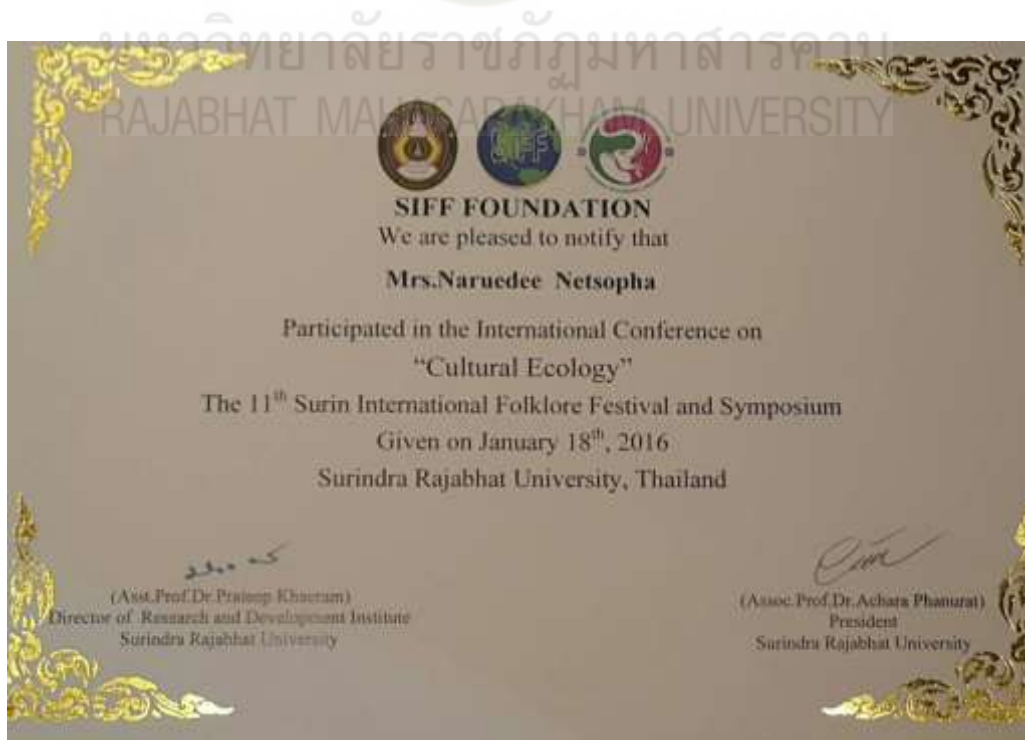 มหาวิทยาลัยราชภัฏมหาสารคาม
RAJABHAT MAHASARAKHAM UNIVERSITY
SIFF
SIFF FOUNDATION
We are pleased to notify that
Mrs.Naruedee Netsopha
Participated in the International Conference on
“Cultural Ecology”
The 11th Surin International Folklore Festival and Symposium
Given on January 18th, 2016
Surindra Rajabhat University, Thailand
(Asst.Prof.Dr.Prateep Khaeram)
Director of Research and Development Institute
Surindra Rajabhat University
(Assoc.Prof.Dr.Achara Phanurat)
President
Surindra Rajabhat University